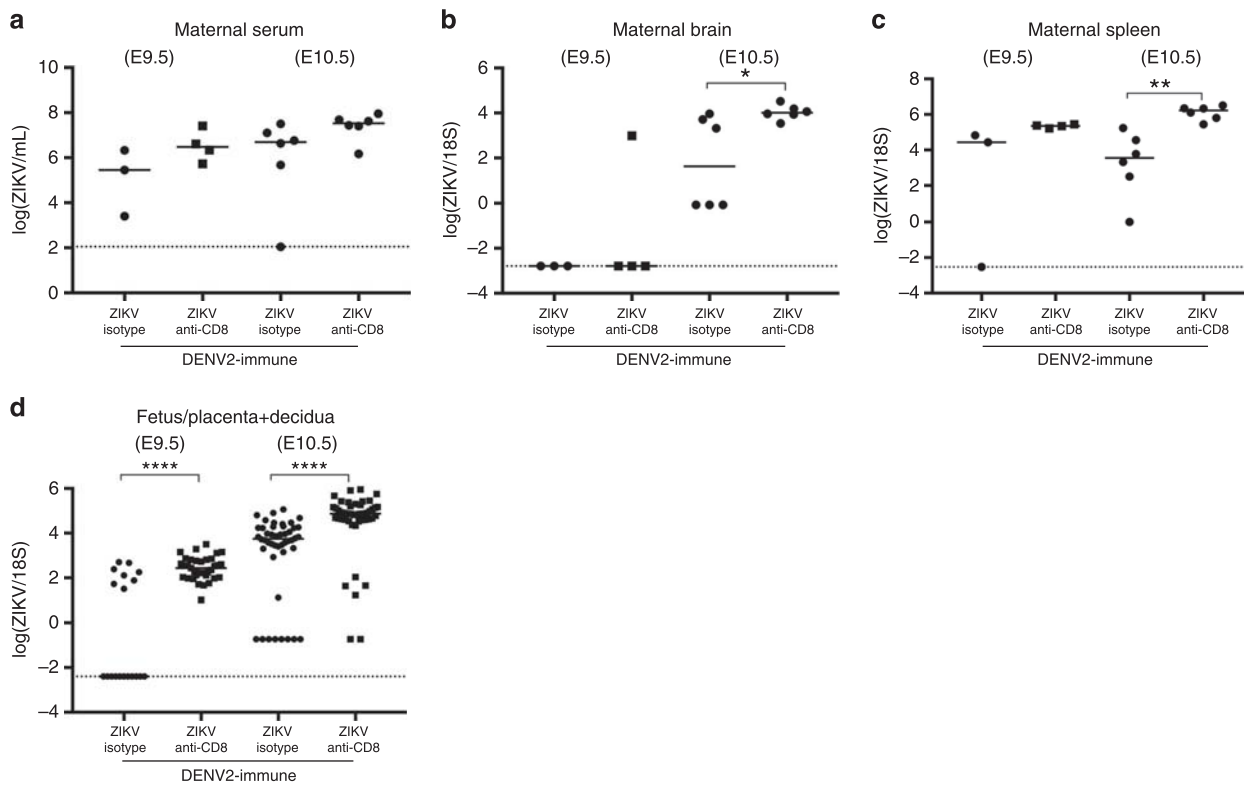 a
Maternal serum
(E9.5) (E10.5)
10
8
6
4
2
0
log(ZIKV/mL)
ZIKV isotype
ZIKV anti-CD8
ZIKV isotype
ZIKV anti-CD8
DENV2-immune
b
Maternal brain
(E9.5) (E10.5)
*
6
4
2
0
–2
–4
log(ZIKV/18S)
ZIKV isotype
ZIKV anti-CD8
ZIKV isotype
ZIKV anti-CD8
DENV2-immune
c
Maternal spleen
(E9.5) (E10.5)
**
8
6
4
2
0
–2
–4
log(ZIKV/18S)
ZIKV isotype
ZIKV anti-CD8
ZIKV isotype
ZIKV anti-CD8
DENV2-immune
d
Fetus/placenta+decidua
(E9.5) (E10.5)
**** ****
6
4
2
0
–2
–4
log(ZIKV/18S)
ZIKV isotype
ZIKV anti-CD8
ZIKV isotype
ZIKV anti-CD8
DENV2-immune